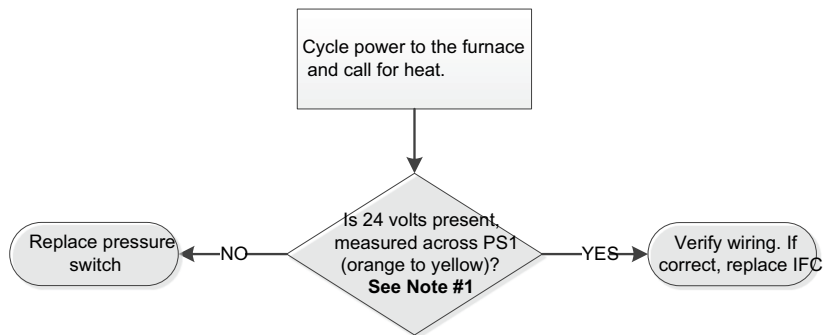 Cycle power to the furnace
and call for heat.
Is 24 volts present,
measured across PS1
(orange to yellow)?
See Note #1
NO
Replace pressure
switch
YES
Verify wiring. If
correct, replace IFC